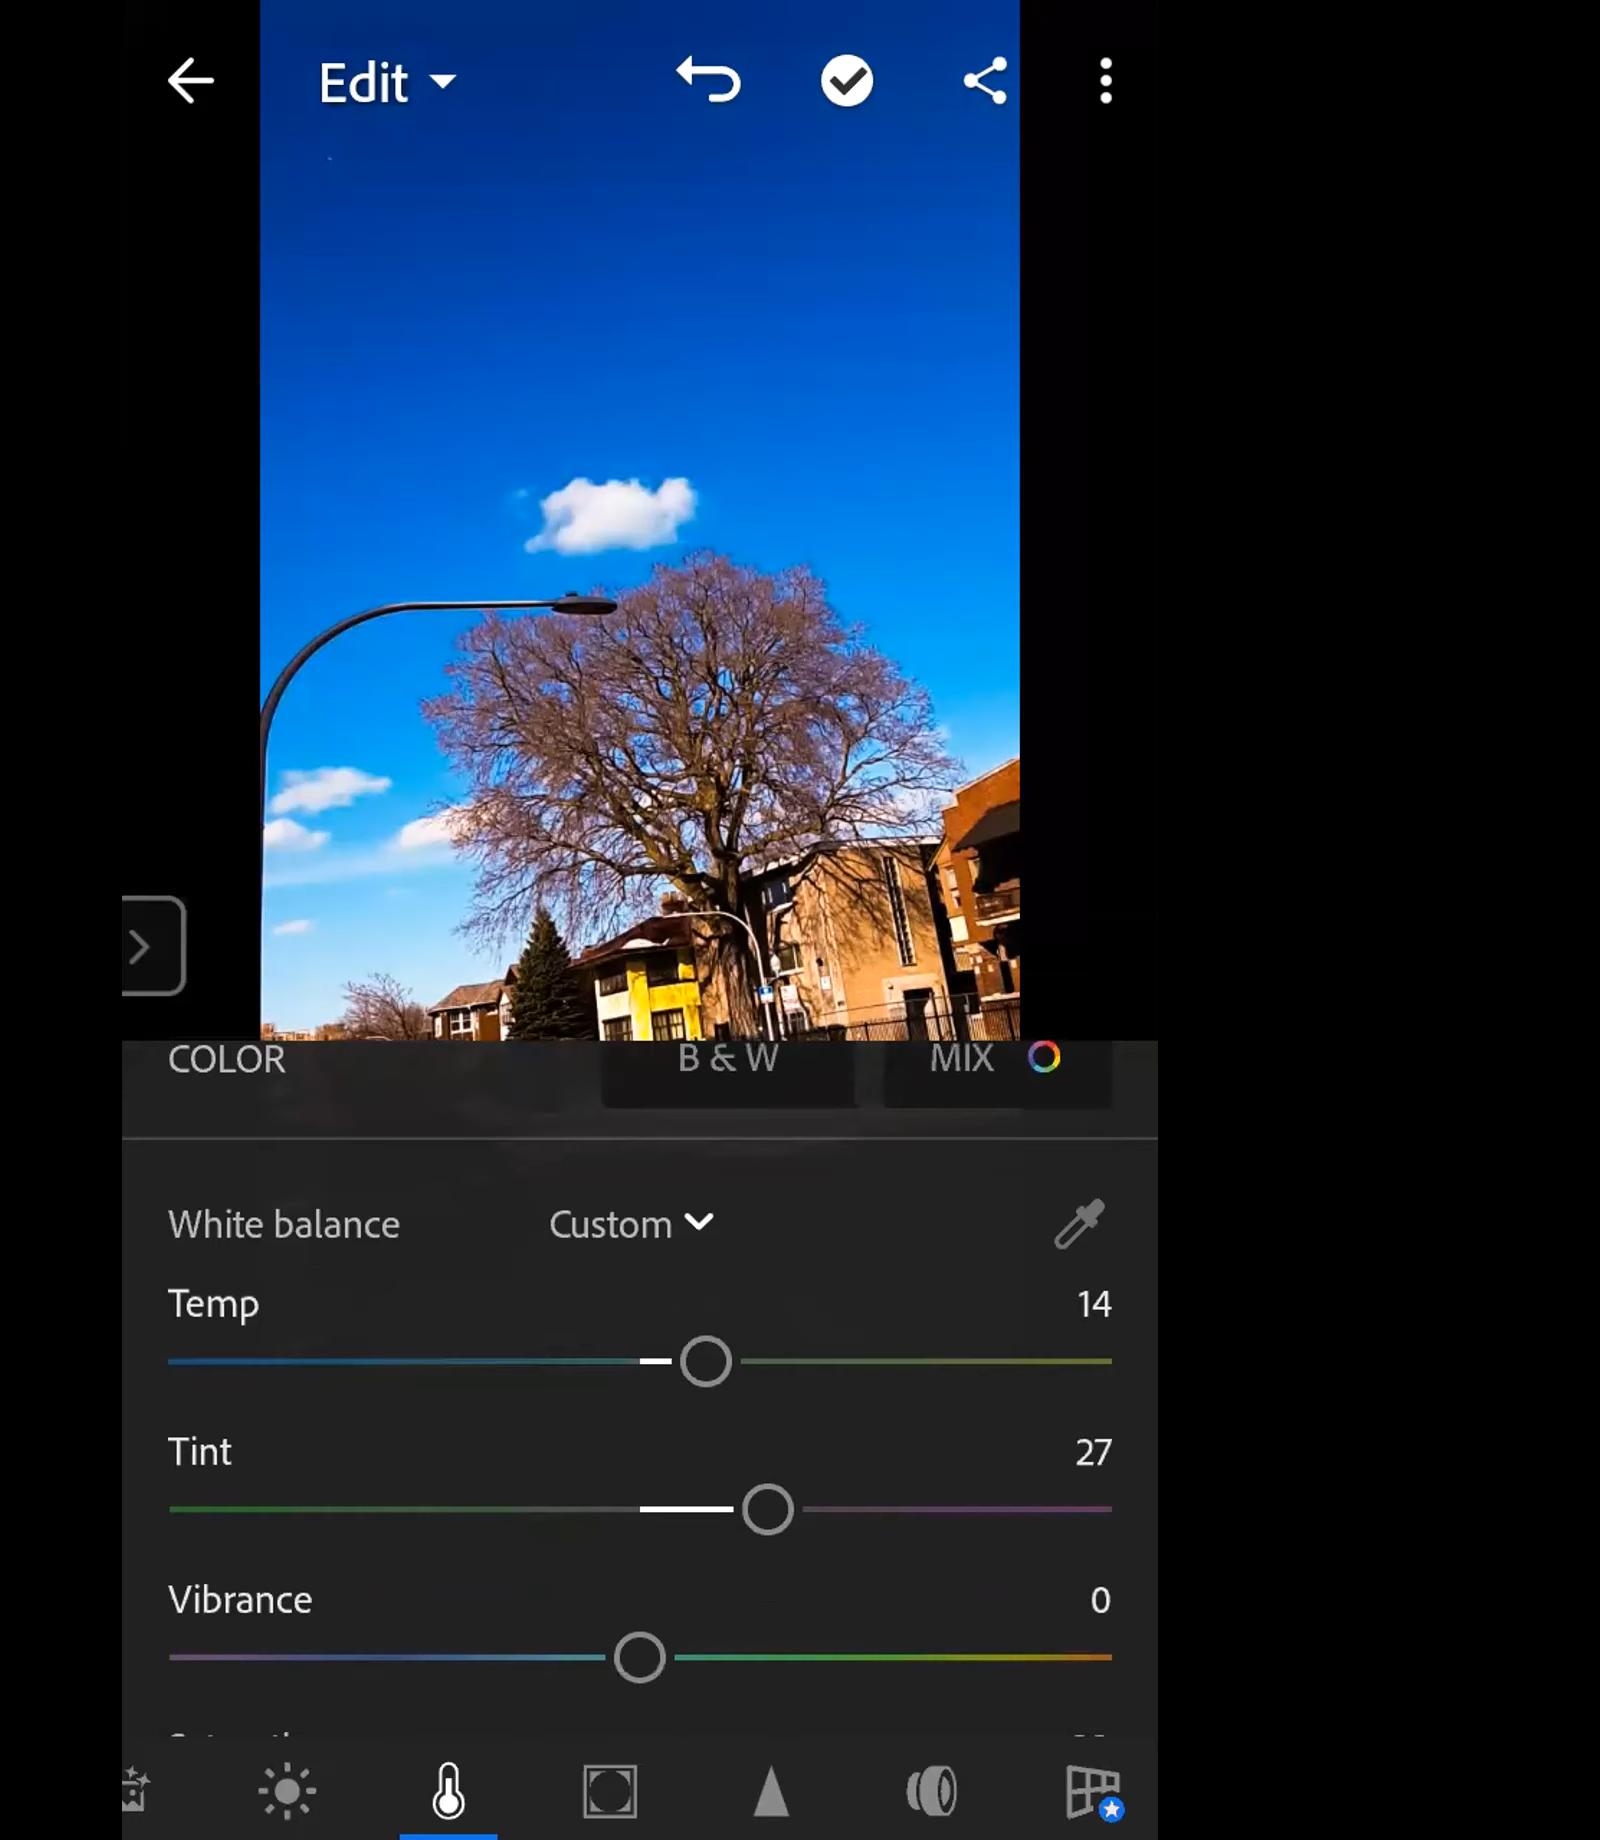 Edit
COLOR B & W MIX
White balance Custom
Temp 14
Tint 27
Vibrance 0